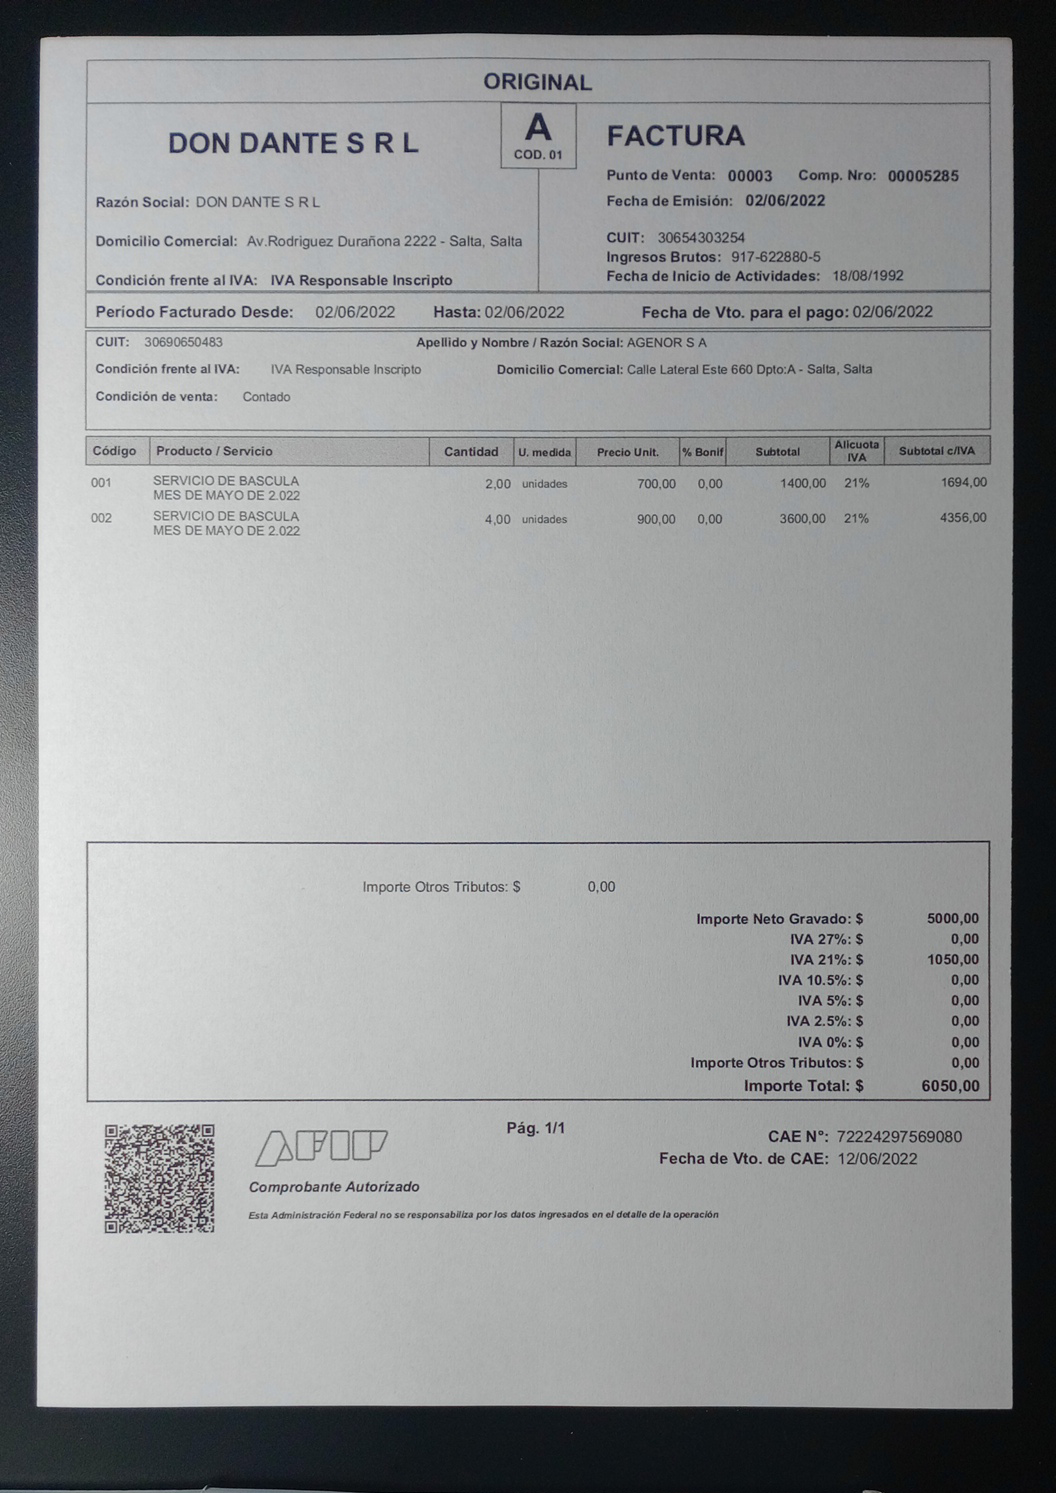 ORIGINAL
DON DANTE S R L
A
COD. 01
FACTURA
Punto de Venta: 00003 Comp. Nro: 00005285
Fecha de Emisión: 02/06/2022
Razón Social: DON DANTE S R L
Domicilio Comercial: Av.Rodriguez Durañona 2222 - Salta, Salta
Condición frente al IVA: IVA Responsable Inscripto
CUIT: 30654303254
Ingresos Brutos: 917-622880-5
Fecha de Inicio de Actividades: 18/08/1992
Período Facturado Desde: 02/06/2022 Hasta: 02/06/2022 Fecha de Vto. para el pago: 02/06/2022
CUIT: 30690650483 Apellido y Nombre / Razón Social: AGENOR S A
Condición frente al IVA: IVA Responsable Inscripto Domicilio Comercial: Calle Lateral Este 660 Dpto:A - Salta, Salta
Condición de venta: Contado
Código Producto / Servicio Cantidad U. medida Precio Unit. % Bonif Subtotal Alicuota IVA Subtotal c/IVA
001 SERVICIO DE BASCULA 2,00 unidades 700,00 0,00 1400,00 21% 1694,00
MES DE MAYO DE 2.022
002 SERVICIO DE BASCULA 4,00 unidades 900,00 0,00 3600,00 21% 4356,00
MES DE MAYO DE 2.022
Importe Otros Tributos: $ 0,00
Importe Neto Gravado: $ 5000,00
IVA 27%: $ 0,00
IVA 21%: $ 1050,00
IVA 10.5%: $ 0,00
IVA 5%: $ 0,00
IVA 2.5%: $ 0,00
IVA 0%: $ 0,00
Importe Otros Tributos: $ 0,00
Importe Total: $ 6050,00
AFIP
Pág. 1/1
CAE N°: 72224297569080
Fecha de Vto. de CAE: 12/06/2022
Comprobante Autorizado
Esta Administración Federal no se responsabiliza por los datos ingresados en el detalle de la operación